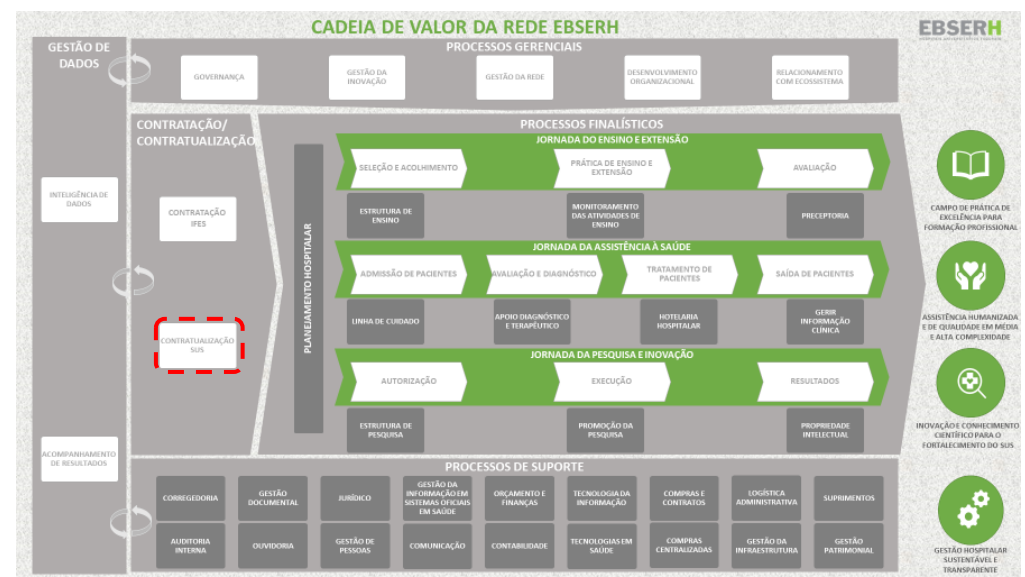 CADEIA DE VALOR DA REDE EBSERH
EBSERH
GESTÃO DE
DADOS
INTELIGÊNCIA DE
DADOS
ACOMPANHAMENTO
DE RESULTADOS
PROCESSOS GERENCIAIS
GOVERNANÇA
GESTÃO DA
INOVAÇÃO
GESTÃO DA REDE
DESENVOLVIMENTO
ORGANIZACIONAL
RELACIONAMENTO
COM ECOSSISTEMA
CONTRATAÇÃO/
CONTRATUALIZAÇÃO
CONTRATAÇÃO
IFES
CONTRATUALIZAÇÃO
SUS
PROCESSOS FINALÍSTICOS
PLANEJAMENTO HOSPITALAR
JORNADA DO ENSINO E EXTENSÃO
SELEÇÃO E ACOLHIMENTO
PRÁTICA DE ENSINO E
EXTENSÃO
AVALIAÇÃO
ESTRUTURA DE
ENSINO
MONITORAMENTO
DAS ATIVIDADES DE
ENSINO
PRECEPTORIA
JORNADA DA ASSISTÊNCIA À SAÚDE
ADMISSÃO DE PACIENTES
AVALIAÇÃO E DIAGNÓSTICO
TRATAMENTO DE
PACIENTES
SAÍDA DE PACIENTES
LINHA DE CUIDADO
APOIO DIAGNÓSTICO
E TERAPÊUTICO
HOTELARIA
HOSPITALAR
GERIR
INFORMAÇÃO
CLÍNICA
JORNADA DA PESQUISA E INOVAÇÃO
AUTORIZAÇÃO
EXECUÇÃO
RESULTADOS
ESTRUTURA DE
PESQUISA
PROMOÇÃO DA
PESQUISA
PROPRIEDADE
INTELECTUAL
PROCESSOS DE SUPORTE
CORREGEDORIA
GESTÃO
DOCUMENTAL
JURÍDICO
GESTÃO DA
INFORMAÇÃO EM
SISTEMAS OFICIAIS
EM SAÚDE
ORÇAMENTO E
FINANÇAS
TECNOLOGIA DA
INFORMAÇÃO
COMPRAS E
CONTRATOS
LOGÍSTICA
ADMINISTRATIVA
SUPRIMENTOS
AUDITORIA
INTERNA
OUVIDORIA
GESTÃO DE
PESSOAS
COMUNICAÇÃO
CONTABILIDADE
TECNOLOGIAS EM
SAÚDE
COMPRAS
CENTRALIZADAS
GESTÃO DA
INFRAESTRUTURA
GESTÃO
PATRIMONIAL
CAMPO DE PRÁTICA DE
EXCELÊNCIA PARA
FORMAÇÃO PROFISSIONAL
ASSISTÊNCIA HUMANIZADA
E DE QUALIDADE EM MÉDIA
E ALTA COMPLEXIDADE
INOVAÇÃO E CONHECIMENTO
CIENTÍFICO PARA O
FORTALECIMENTO DO SUS
GESTÃO HOSPITALAR
SUSTENTÁVEL E
TRANSPARENTE